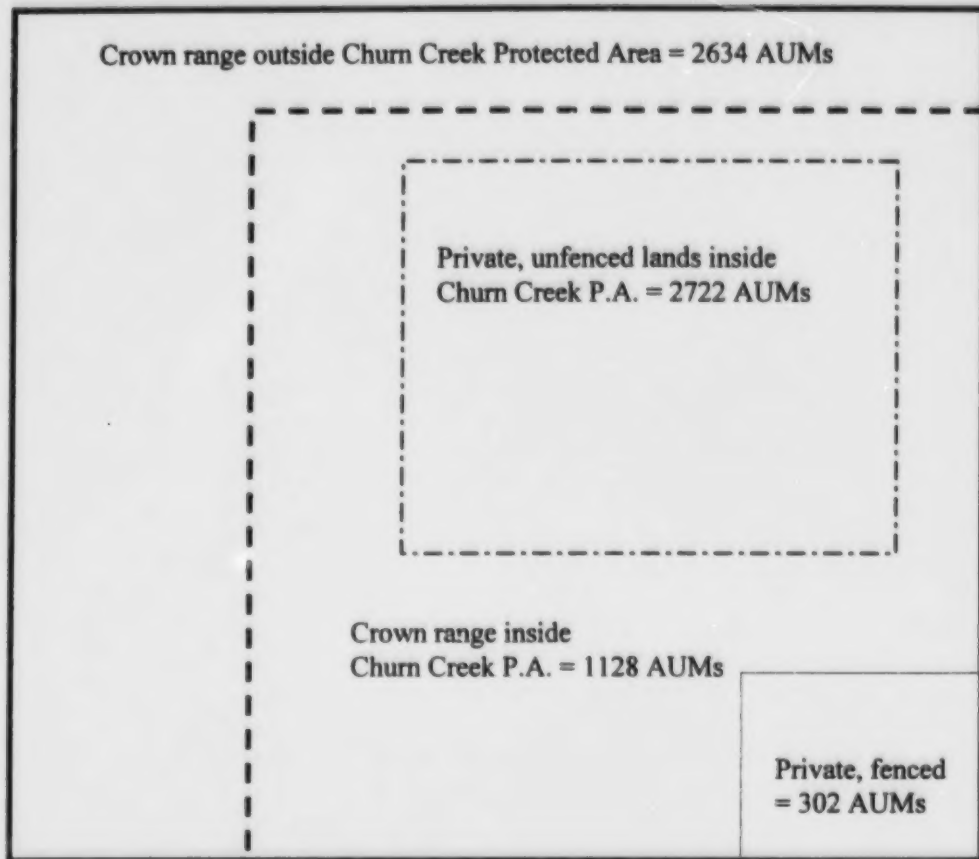 Crown range outside Churn Creek Protected Area = 2634 AUMs
Private, unfenced lands inside
Churn Creek P.A. = 2722 AUMs
Crown range inside
Churn Creek P.A. = 1128 AUMs
Private, fenced
= 302 AUMs